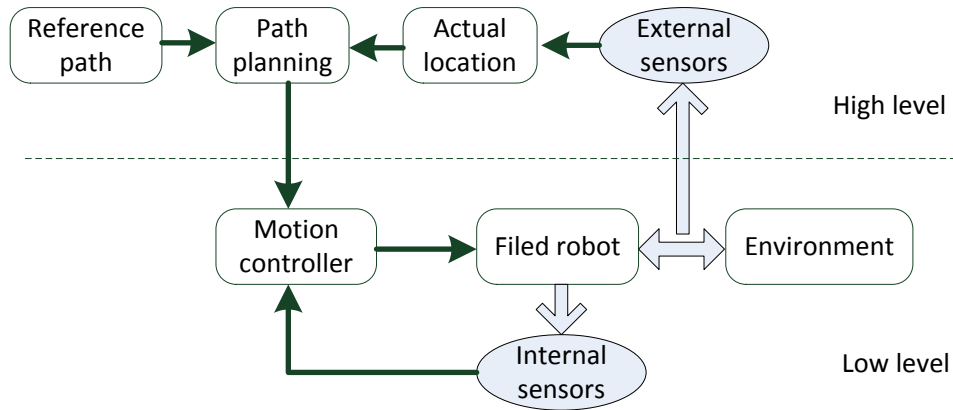 Reference
path
Path
planning
Actual
location
External
sensors
High level
Motion
controller
Filed robot
Environment
Internal
sensors
Low level